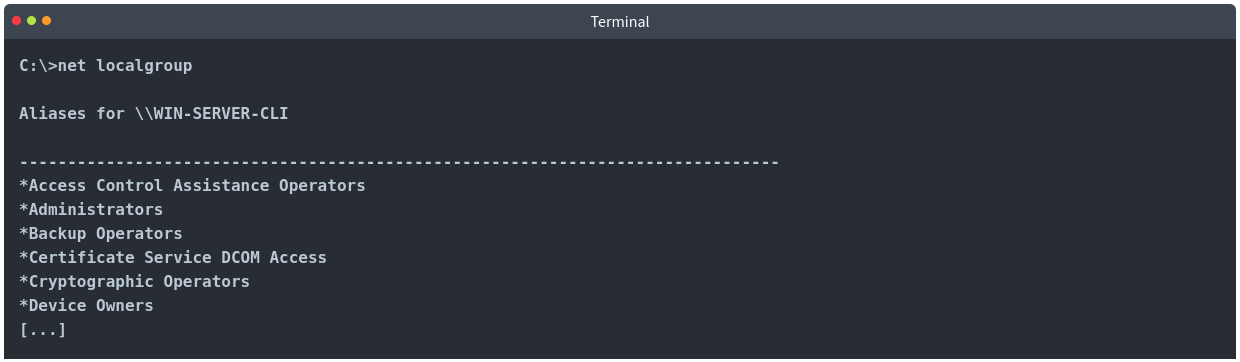 Terminal
C:\>net localgroup
Aliases for \\WIN-SERVER-CLI
-------------------------------------------------------------------------------
*Access Control Assistance Operators
*Administrators
*Backup Operators
*Certificate Service DCOM Access
*Cryptographic Operators
*Device Owners
[...]